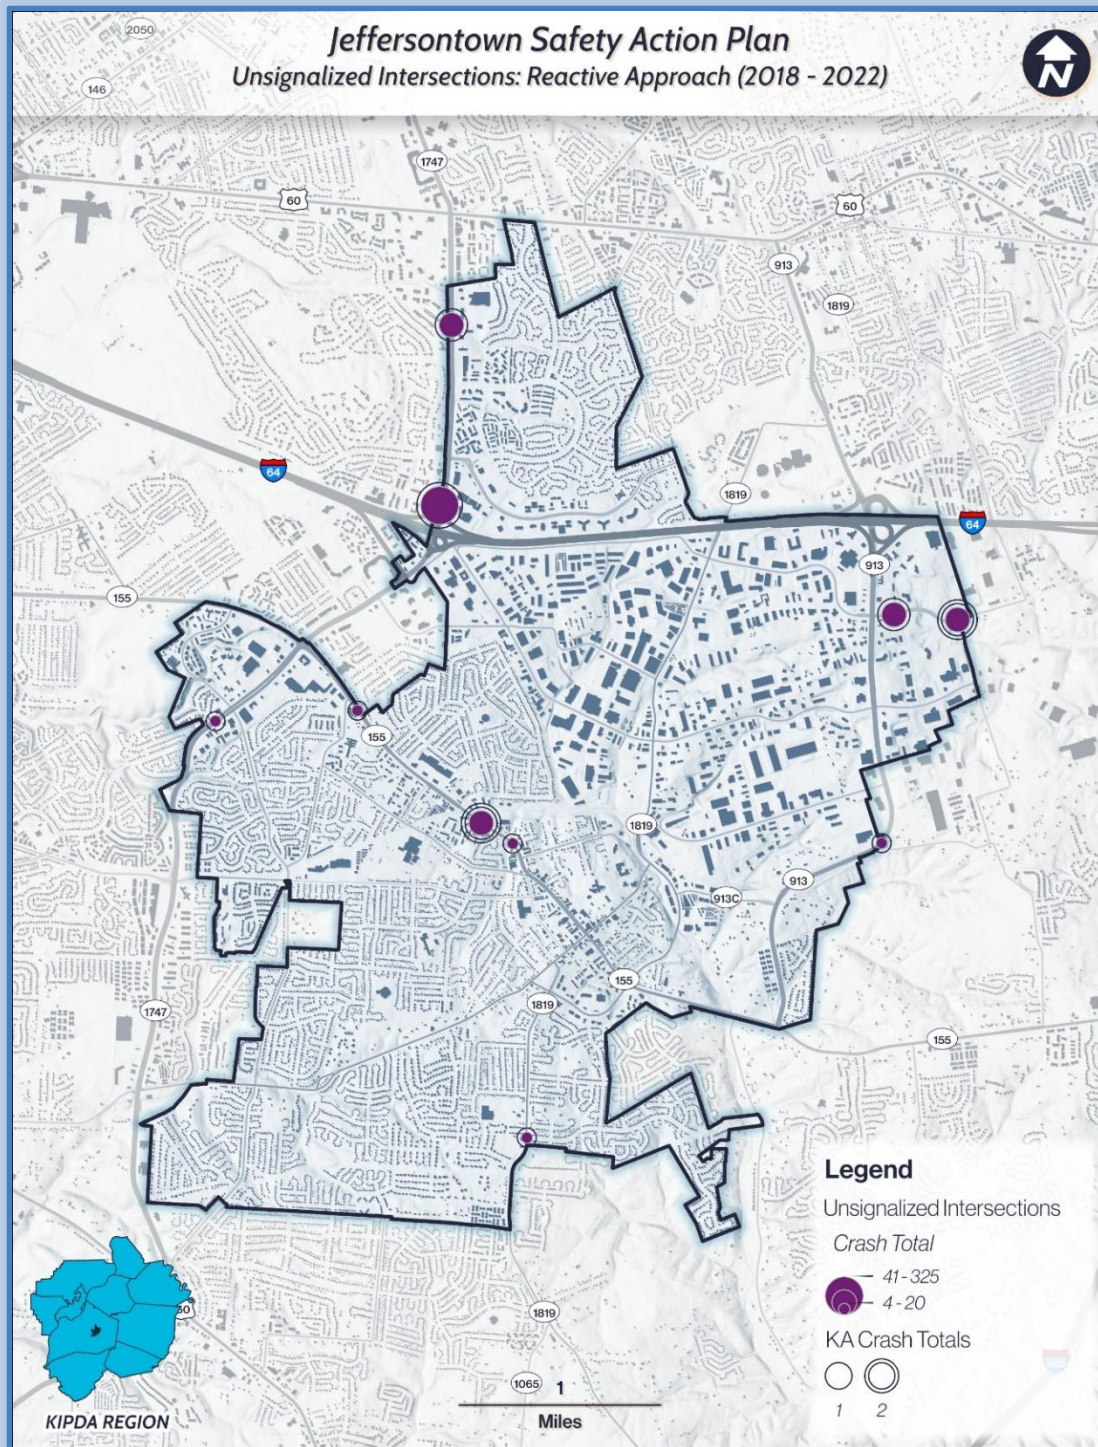 Jeffersontown Safety Action Plan
Unsignalized Intersections: Reactive Approach (2018 - 2022)
N
2050
146
1747
60
60
913
1819
64
1819
64
913
155
155
1819
913
913C
155
1819
1747
155
1819
1065
Legend
Unsignalized Intersections
Crash Total
41 - 325
4 - 20
KA Crash Totals
1 2
1
Miles
KIPDA REGION